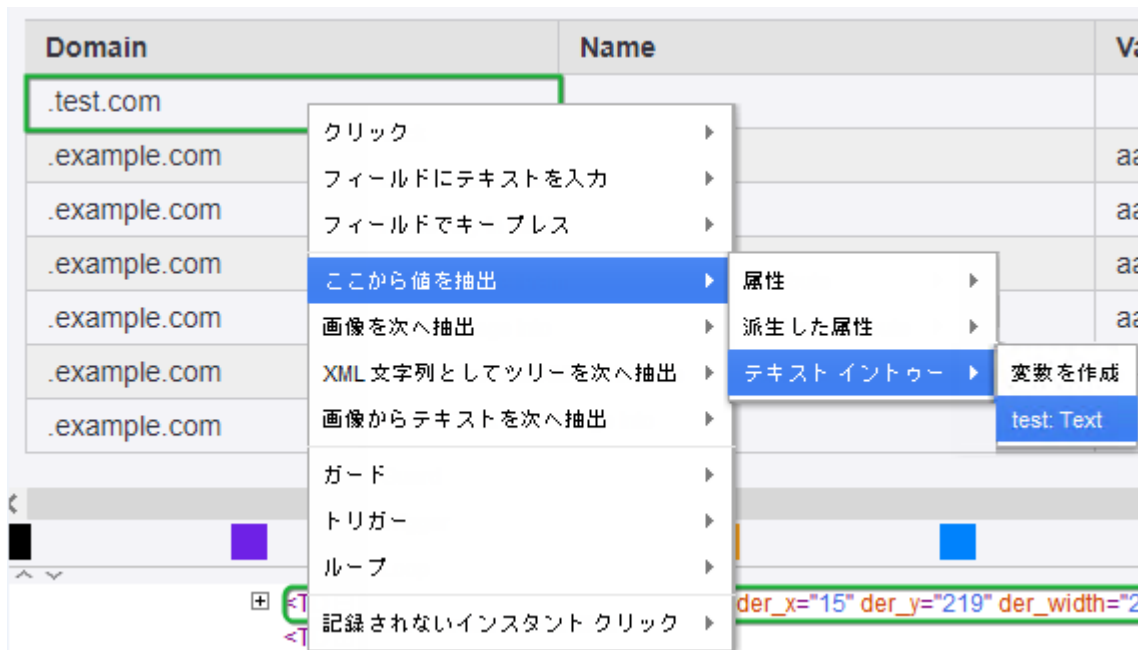 Domain Name Va
.test.com
.example.com aa
.example.com aa
.example.com aa
.example.com aa
.example.com
.example.com
クリック
フィールドにテキストを入力
フィールドでキー プレス
ここから値を抽出
画像を次へ抽出
XML 文字列としてツリーを次へ抽出
画像からテキストを次へ抽出
ガード
トリガー
ループ
記録されないインスタント クリック
属性
派生した属性
テキスト イントゥー
変数を作成
test: Text
<T der_x="15" der_y="219" der_width="2
<T